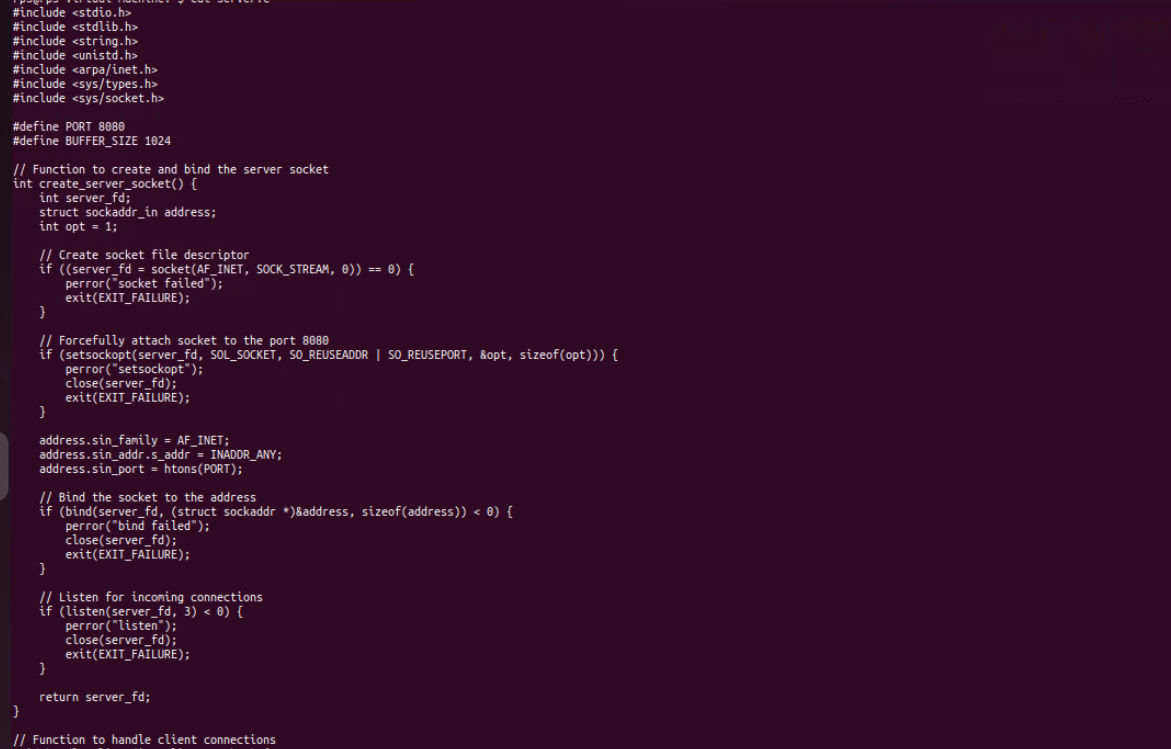 #include <stdio.h>
#include <stdlib.h>
#include <string.h>
#include <unistd.h>
#include <arpa/inet.h>
#include <sys/types.h>
#include <sys/socket.h>

#define PORT 8080
#define BUFFER_SIZE 1024

// Function to create and bind the server socket
int create_server_socket() {
    int server_fd;
    struct sockaddr_in address;
    int opt = 1;

    // Create socket file descriptor
    if ((server_fd = socket(AF_INET, SOCK_STREAM, 0)) == 0) {
        perror("socket failed");
        exit(EXIT_FAILURE);
    }

    // Forcefully attach socket to the port 8080
    if (setsockopt(server_fd, SOL_SOCKET, SO_REUSEADDR | SO_REUSEPORT, &opt, sizeof(opt))) {
        perror("setsockopt");
        close(server_fd);
        exit(EXIT_FAILURE);
    }

    address.sin_family = AF_INET;
    address.sin_addr.s_addr = INADDR_ANY;
    address.sin_port = htons(PORT);

    // Bind the socket to the address
    if (bind(server_fd, (struct sockaddr *)&address, sizeof(address)) < 0) {
        perror("bind failed");
        close(server_fd);
        exit(EXIT_FAILURE);
    }

    // Listen for incoming connections
    if (listen(server_fd, 3) < 0) {
        perror("listen");
        close(server_fd);
        exit(EXIT_FAILURE);
    }

    return server_fd;
}

// Function to handle client connections